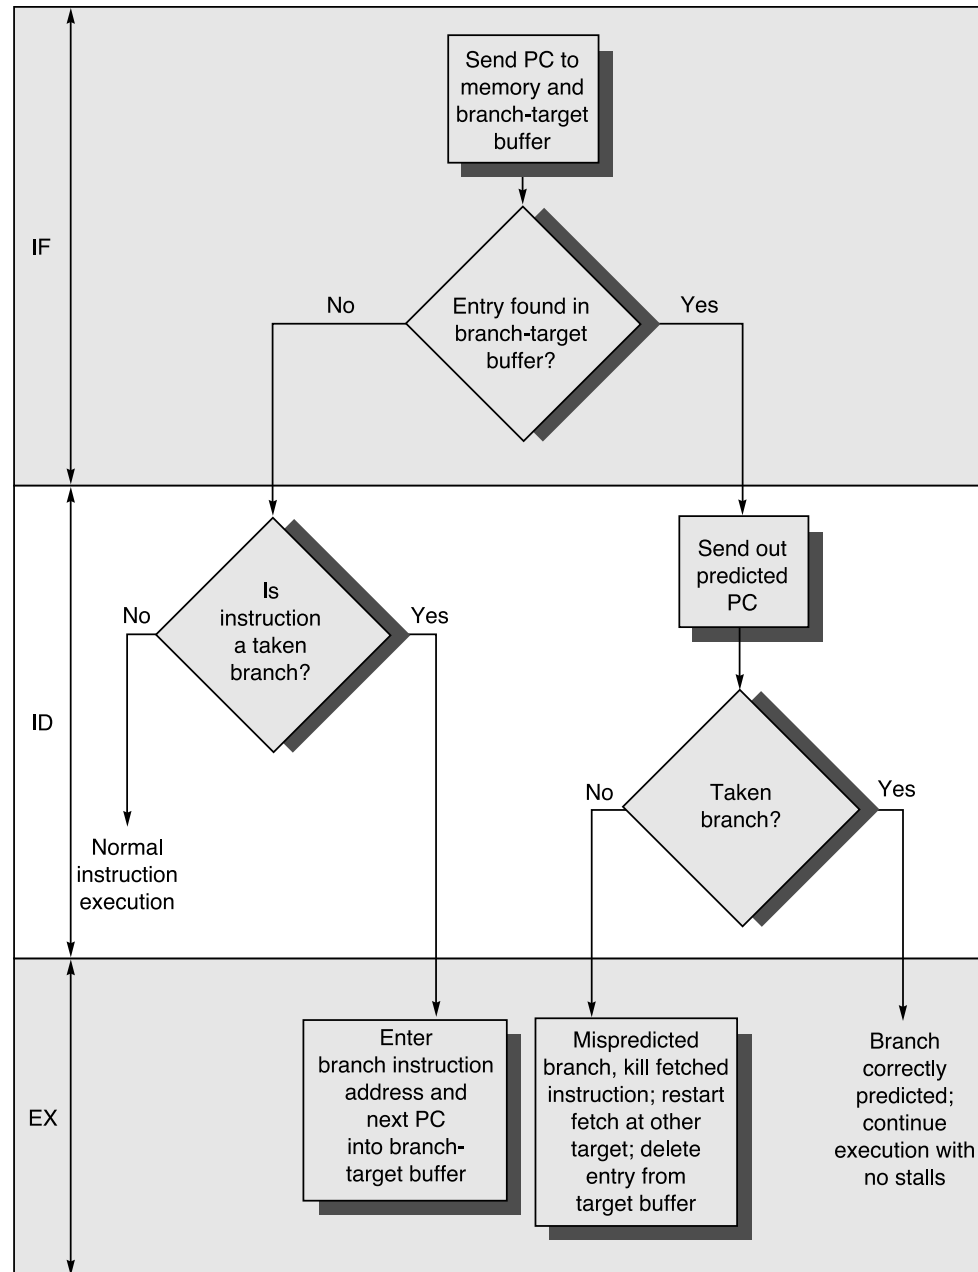 Send PC to
memory and
branch-target
buffer
IF
No
Entry found in
branch-target
buffer?
Yes
No
Is
instruction
a taken
branch?
Yes
Send out
predicted
PC
ID
No
Taken
branch?
Yes
Normal
instruction
execution
EX
Enter
branch instruction
address and
next PC
into branch-
target buffer
Mispredicted
branch, kill fetched
instruction; restart
fetch at other
target; delete
entry from
target buffer
Branch
correctly
predicted;
continue
execution with
no stalls